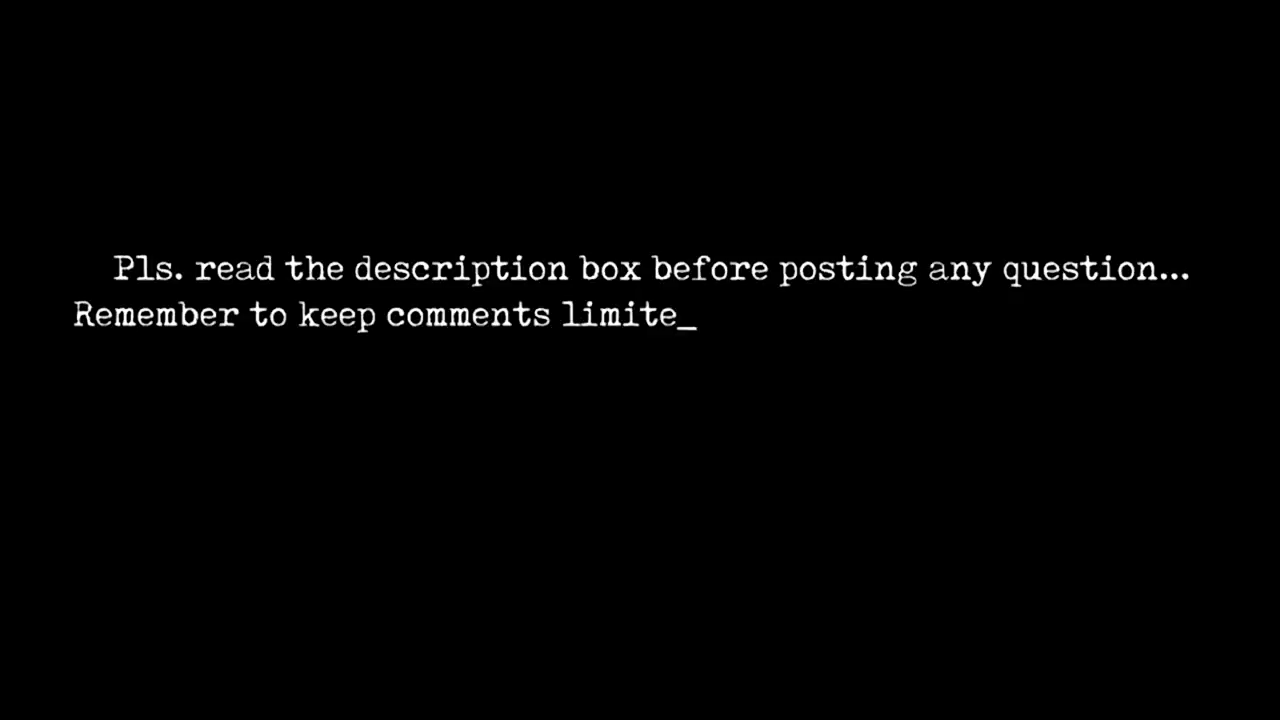 Pls. read the description box before posting any question...
Remember to keep comments limite_